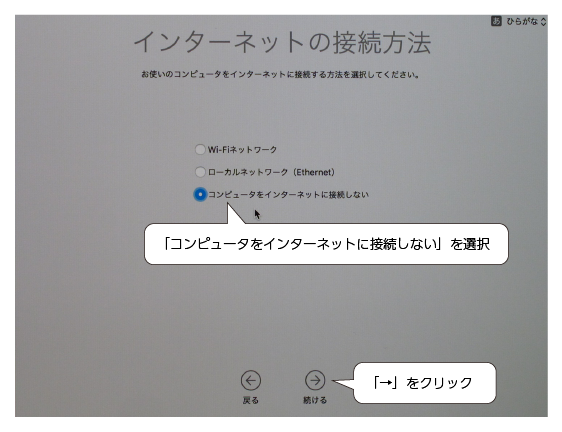 あ ひらがな
インターネットの接続方法
お使いのコンピュータをインターネットに接続する方法を選択してください。
Wi-Fiネットワーク
ローカルネットワーク（Ethernet）
コンピュータをインターネットに接続しない
「コンピュータをインターネットに接続しない」を選択
「→」をクリック
戻る 続ける